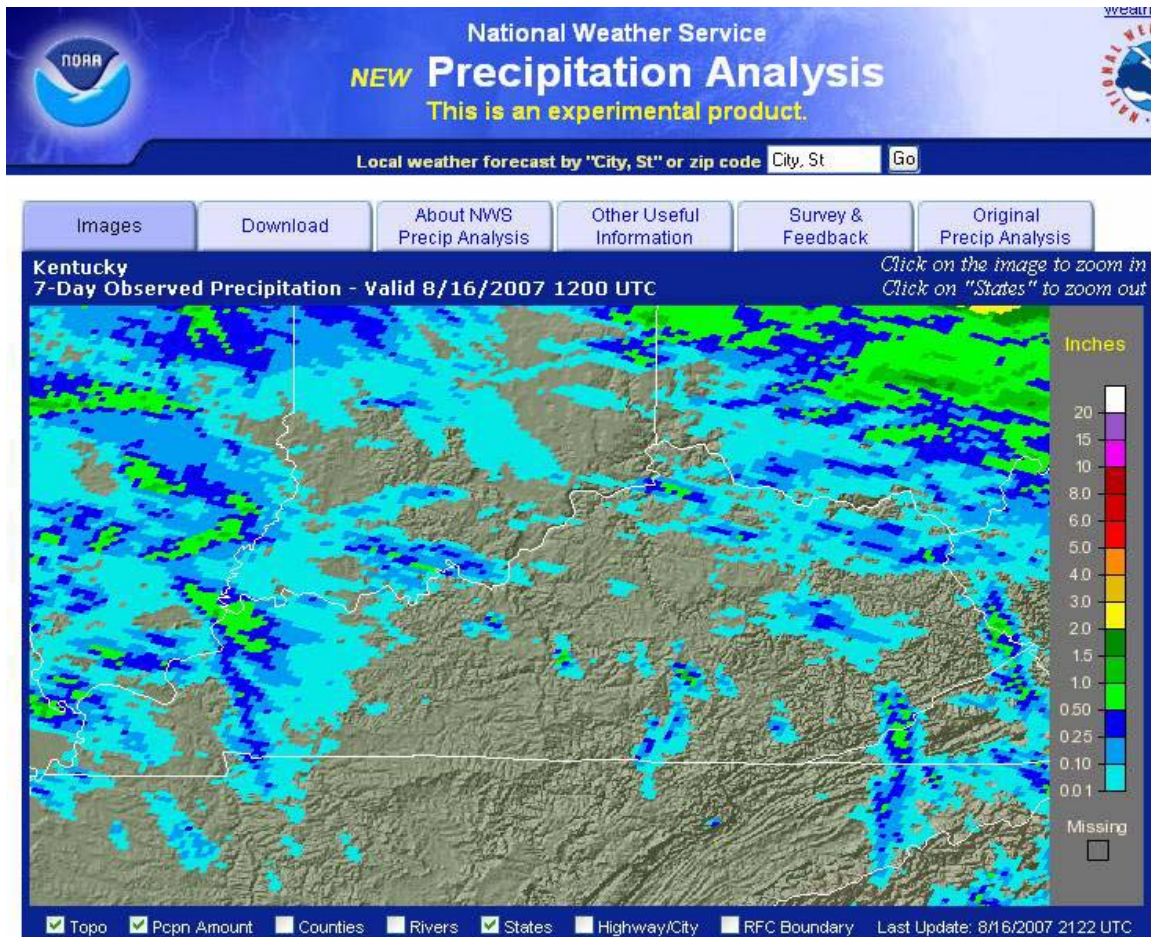 weath
NOAA
National Weather Service
NEW Precipitation Analysis
This is an experimental product.
Local weather forecast by "City, St" or zip code City, St Go
Images
Download
About NWS
Precip Analysis
Other Useful
Information
Survey &
Feedback
Original
Precip Analysis
Kentucky
7-Day Observed Precipitation - Valid 8/16/2007 1200 UTC
Click on the image to zoom in
Click on "States" to zoom out
Inches
20
15
10
8.0
6.0
5.0
4.0
3.0
2.0
1.5
1.0
0.50
0.25
0.10
0.01
Missing
Topo Pcpn Amount Counties Rivers States Highway/City RFC Boundary Last Update: 8/16/2007 2122 UTC